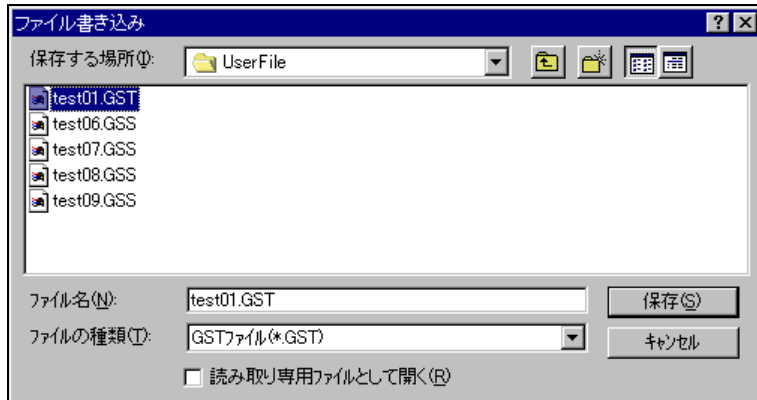 ファイル書き込み
保存する場所(I): UserFile
test01.GST
test06.GSS
test07.GSS
test08.GSS
test09.GSS
ファイル名(N): test01.GST 保存(S)
ファイルの種類(T): GSTファイル(*.GST) キャンセル
読み取り専用ファイルとして開く(R)